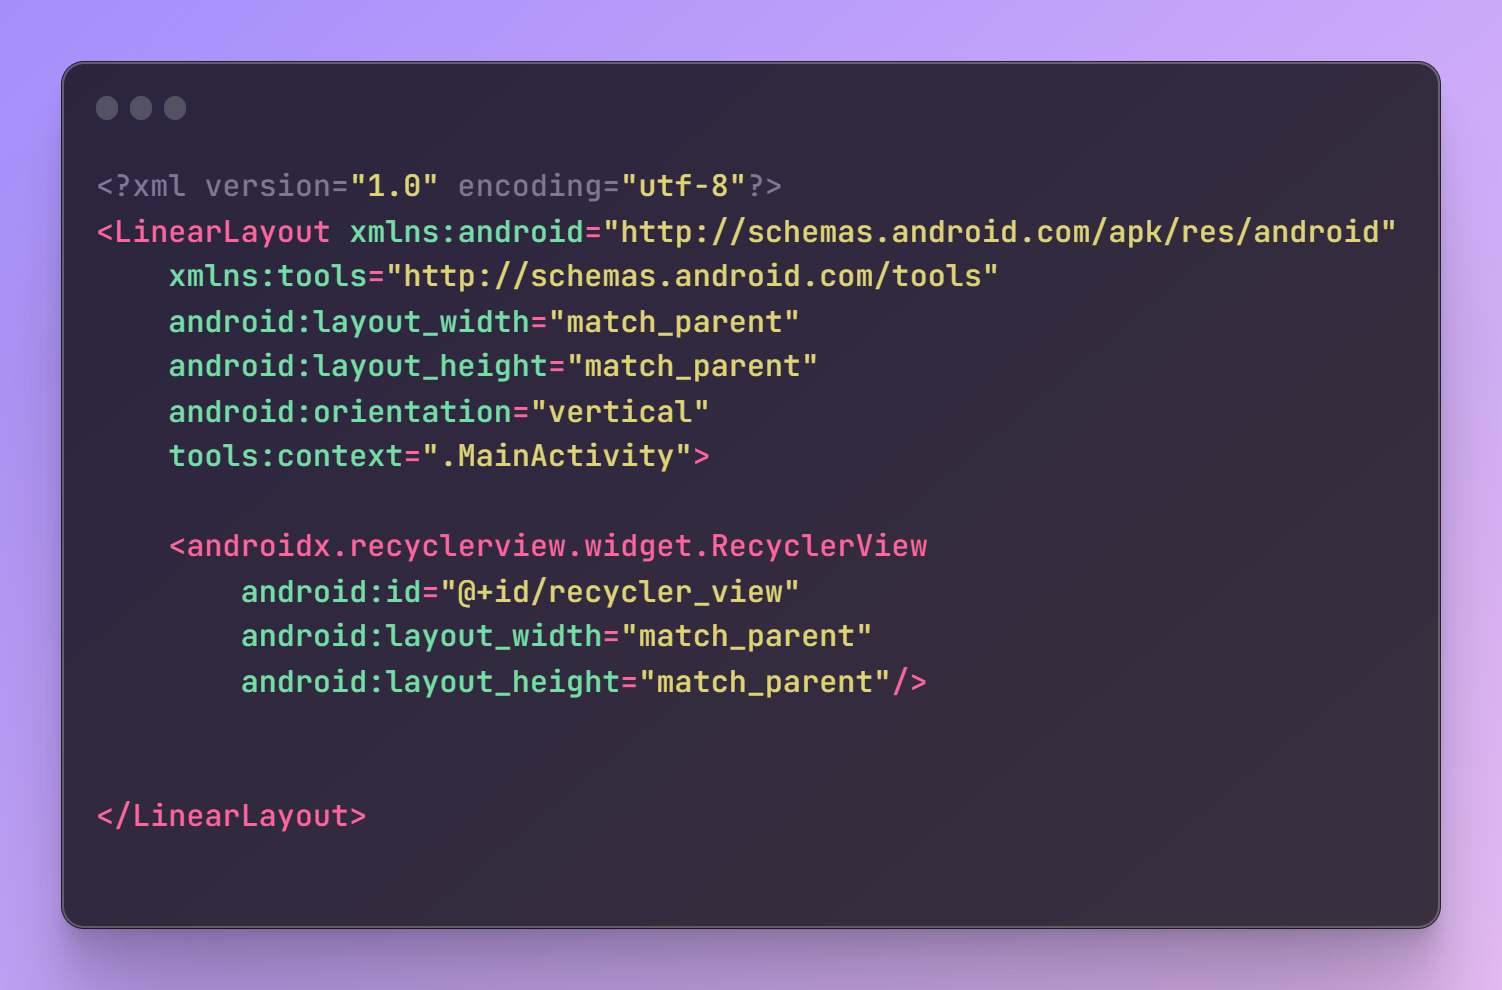 <?xml version="1.0" encoding="utf-8"?>
<LinearLayout xmlns:android="http://schemas.android.com/apk/res/android"
    xmlns:tools="http://schemas.android.com/tools"
    android:layout_width="match_parent"
    android:layout_height="match_parent"
    android:orientation="vertical"
    tools:context=".MainActivity">
    <androidx.recyclerview.widget.RecyclerView
        android:id="@+id/recycler_view"
        android:layout_width="match_parent"
        android:layout_height="match_parent"/>
</LinearLayout>